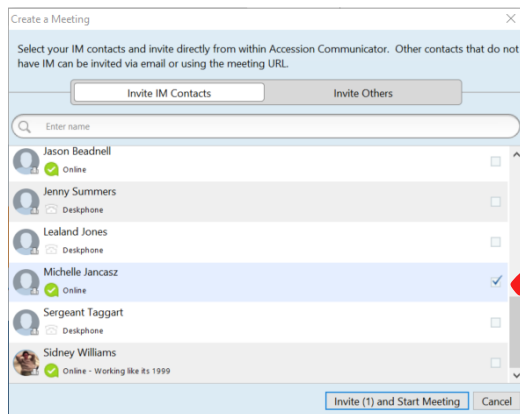 Create a Meeting
Select your IM contacts and invite directly from within Accession Communicator. Other contacts that do not
have IM can be invited via email or using the meeting URL.
Invite IM Contacts
Invite Others
Enter name
Jason Beadnell
Online
Jenny Summers
Deskphone
Lealand Jones
Deskphone
Michelle Jancasz
Online
Sergeant Taggart
Deskphone
Sidney Williams
Online - Working like its 1999
Invite (1) and Start Meeting
Cancel